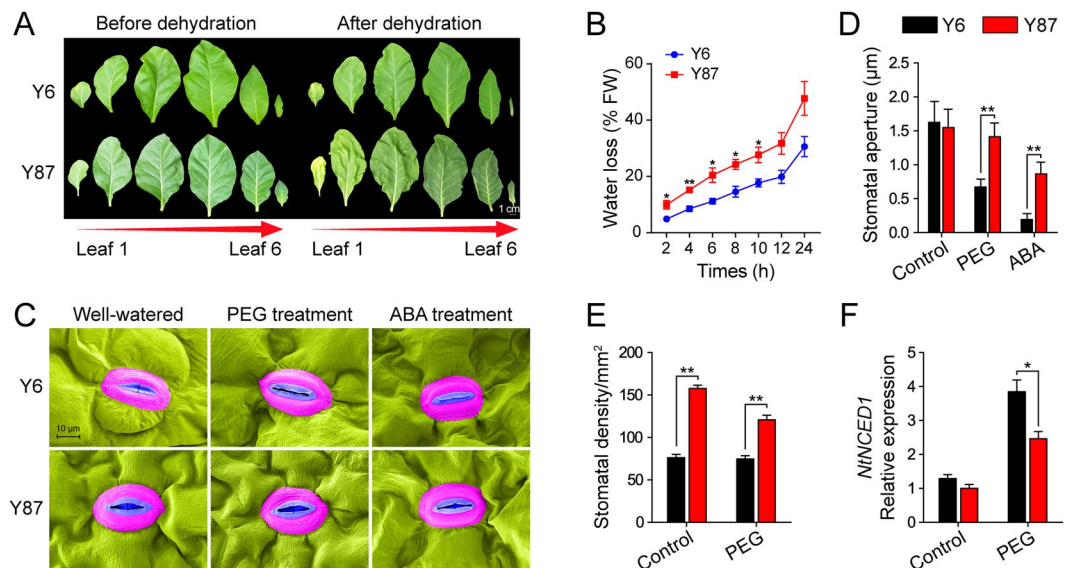 A
Before dehydration
After dehydration
Y6
Y87
1 cm
Leaf 1
Leaf 6
Leaf 1
Leaf 6
B
Y6
Y87
Water loss (% FW)
60
40
20
0
*
**
*
*
*
2
4
6
8
10
12
24
Times (h)
D
Y6
Y87
Stomatal aperture (μm)
2.5
2.0
1.5
1.0
0.5
0.0
**
**
Control
PEG
ABA
C
Well-watered
PEG treatment
ABA treatment
Y6
10 μm
Y87
E
Stomatal density/mm²
200
150
100
50
0
**
**
Control
PEG
F
NtNCED1
Relative expression
5
4
3
2
1
0
*
Control
PEG